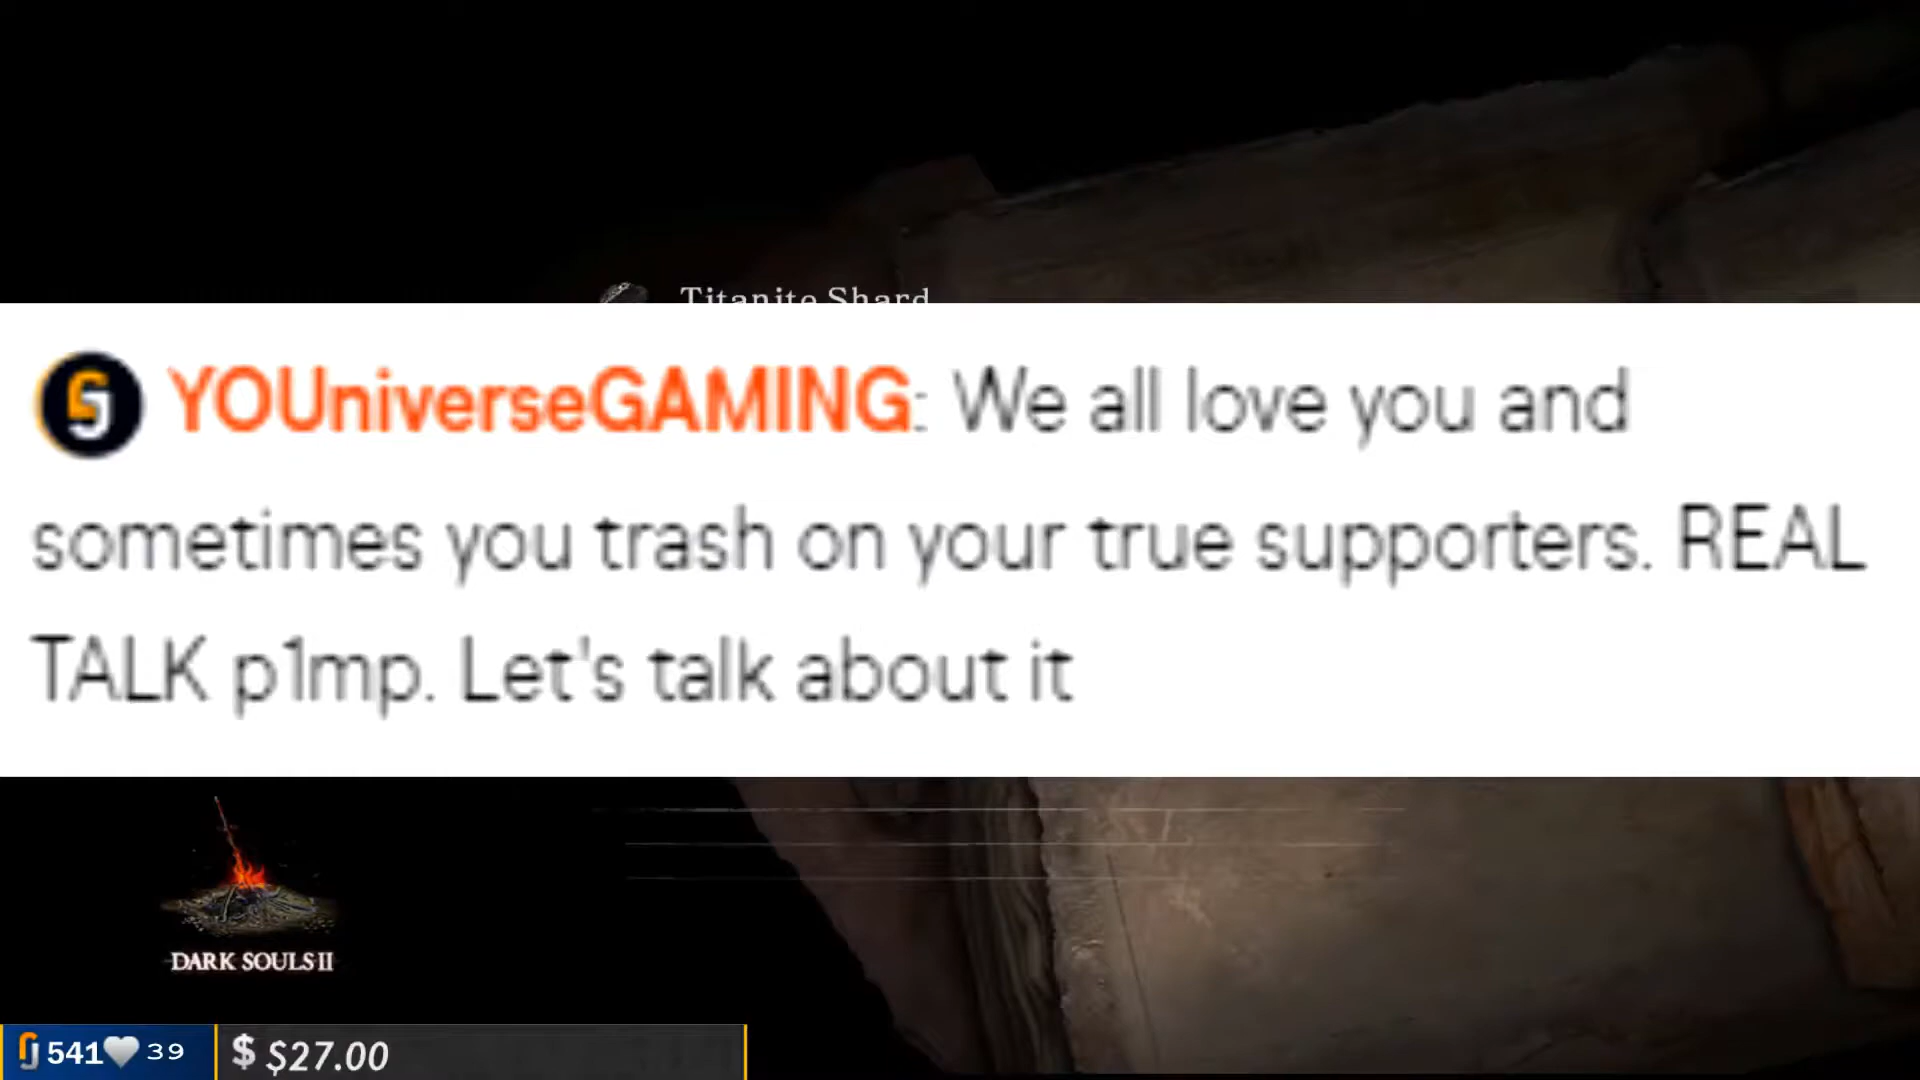 Titanite Shard
YOUniverseGAMING: We all love you and
sometimes you trash on your true supporters. REAL
TALK p1mp. Let's talk about it
DARK SOULS II
541 39 $ $27.00